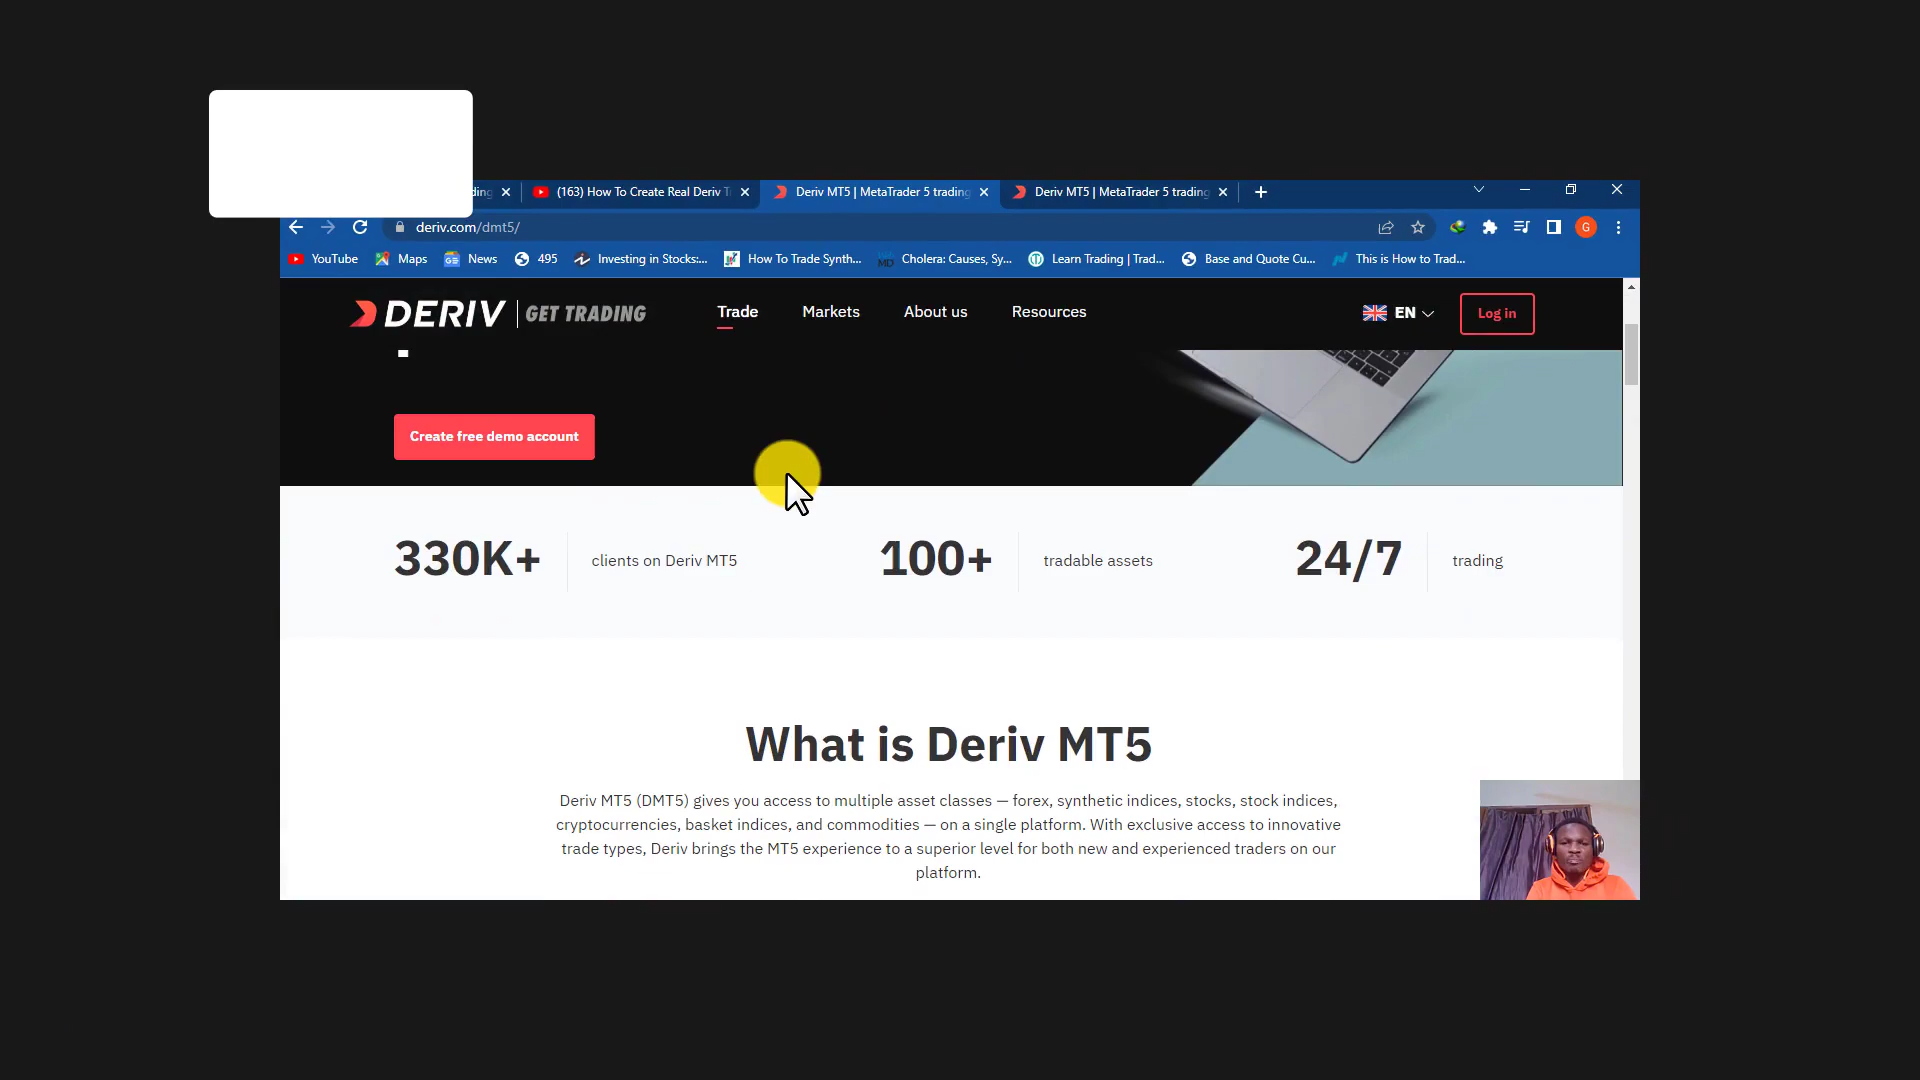 ding
(163) How To Create Real Deriv T
Deriv MT5 | MetaTrader 5 trading
Deriv MT5 | MetaTrader 5 trading
deriv.com/dmt5/
G
YouTube
Maps
News
495
Investing in Stocks:...
How To Trade Synth...
Cholera: Causes, Sy...
Learn Trading | Trad...
Base and Quote Cu...
This is How to Trad...
DERIV | GET TRADING
Trade
Markets
About us
Resources
EN
Log in
Create free demo account
330K+
clients on Deriv MT5
100+
tradable assets
24/7
trading
What is Deriv MT5
Deriv MT5 (DMT5) gives you access to multiple asset classes — forex, synthetic indices, stocks, stock indices,
cryptocurrencies, basket indices, and commodities — on a single platform. With exclusive access to innovative
trade types, Deriv brings the MT5 experience to a superior level for both new and experienced traders on our
platform.